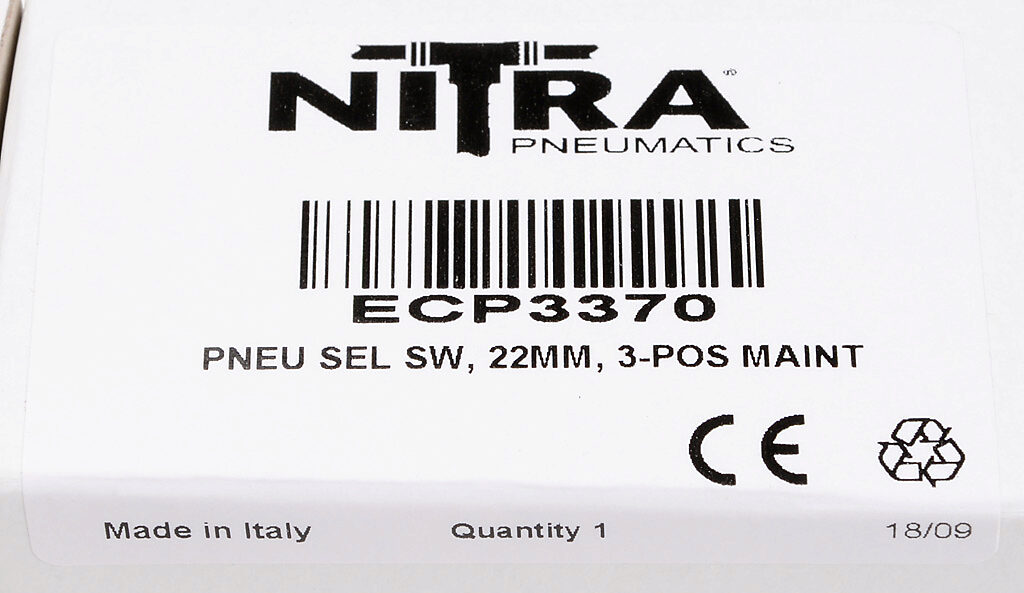 NITRA®
PNEUMATICS
ECP3370
PNEU SEL SW, 22MM, 3-POS MAINT
CE
Made in Italy Quantity 1 18/09